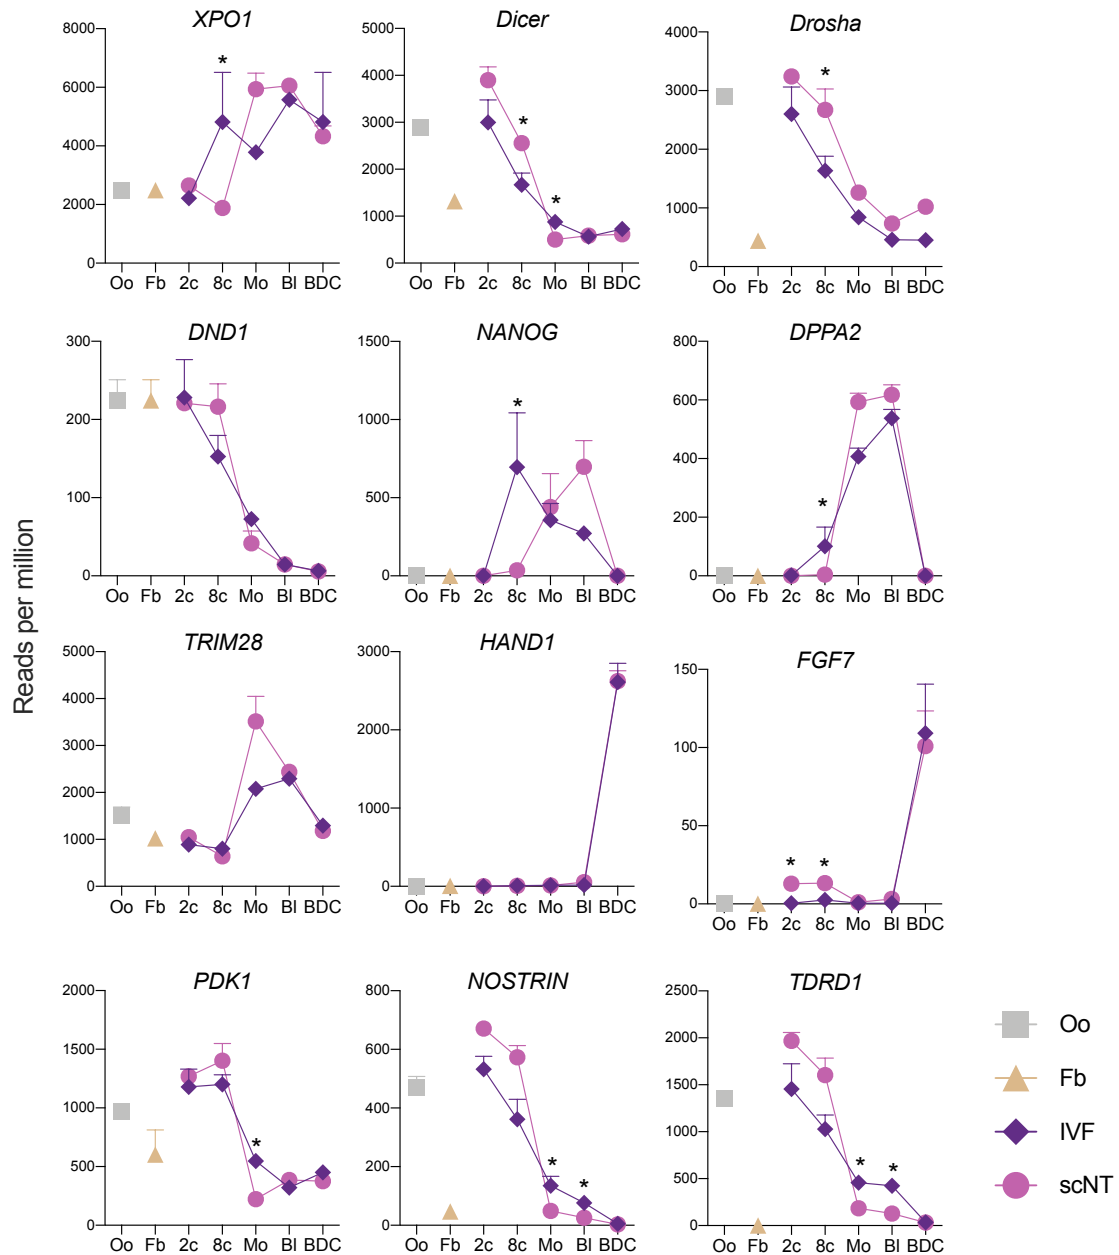 XPO1
8000
6000
4000
2000
0
Oo Fb 2c 8c Mo Bl BDC
*
Dicer
5000
4000
3000
2000
1000
0
Oo Fb 2c 8c Mo Bl BDC
* *
Drosha
4000
3000
2000
1000
0
Oo Fb 2c 8c Mo Bl BDC
*
DND1
300
200
100
0
Oo Fb 2c 8c Mo Bl BDC
NANOG
1500
1000
500
0
Oo Fb 2c 8c Mo Bl BDC
*
DPPA2
800
600
400
200
0
Oo Fb 2c 8c Mo Bl BDC
*
Reads per million
TRIM28
5000
4000
3000
2000
1000
0
Oo Fb 2c 8c Mo Bl BDC
HAND1
3000
2000
1000
0
Oo Fb 2c 8c Mo Bl BDC
FGF7
150
100
50
0
Oo Fb 2c 8c Mo Bl BDC
* *
PDK1
2000
1500
1000
500
0
Oo Fb 2c 8c Mo Bl BDC
*
NOSTRIN
800
600
400
200
0
Oo Fb 2c 8c Mo Bl BDC
* *
TDRD1
2500
2000
1500
1000
500
0
Oo Fb 2c 8c Mo Bl BDC
* *
Oo
Fb
IVF
scNT